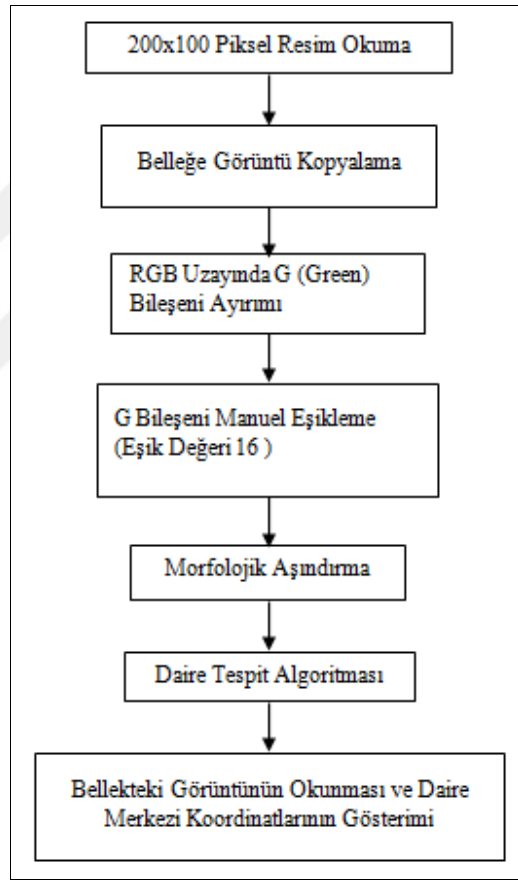 200x100 Piksel Resim Okuma
Belleğe Görüntü Kopyalama
RGB Uzayında G (Green)
Bileşeni Ayırımı
G Bileşeni Manuel Eşikleme
(Eşik Değeri 16 )
Morfolojik Aşındırma
Daire Tespit Algoritması
Bellekteki Görüntünün Okunması ve Daire
Merkezi Koordinatlarının Gösterimi